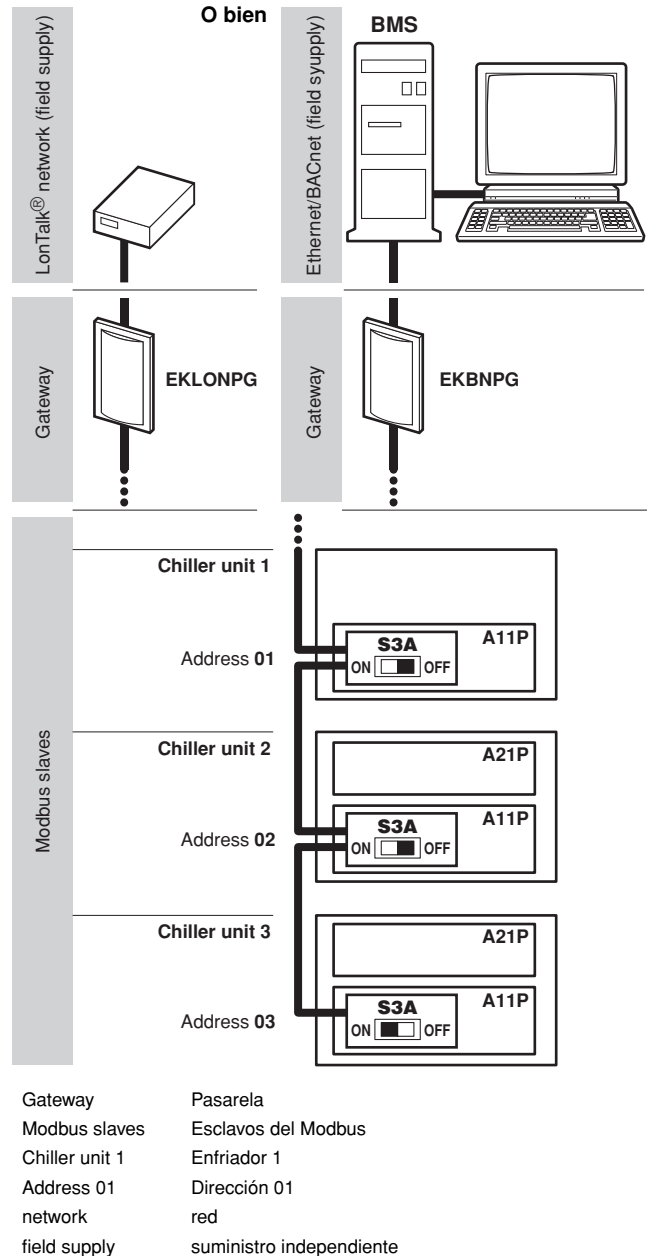 O bien
LonTalk® network (field supply)
Ethernet/BACnet (field syupply)
BMS
Gateway
EKLONPG
Gateway
EKBNPG
Modbus slaves
Chiller unit 1
Address 01
S3A
ON OFF
A11P
Chiller unit 2
Address 02
A21P
S3A
ON OFF
A11P
Chiller unit 3
Address 03
A21P
S3A
ON OFF
A11P
Gateway Pasarela
Modbus slaves Esclavos del Modbus
Chiller unit 1 Enfriador 1
Address 01 Dirección 01
network red
field supply suministro independiente